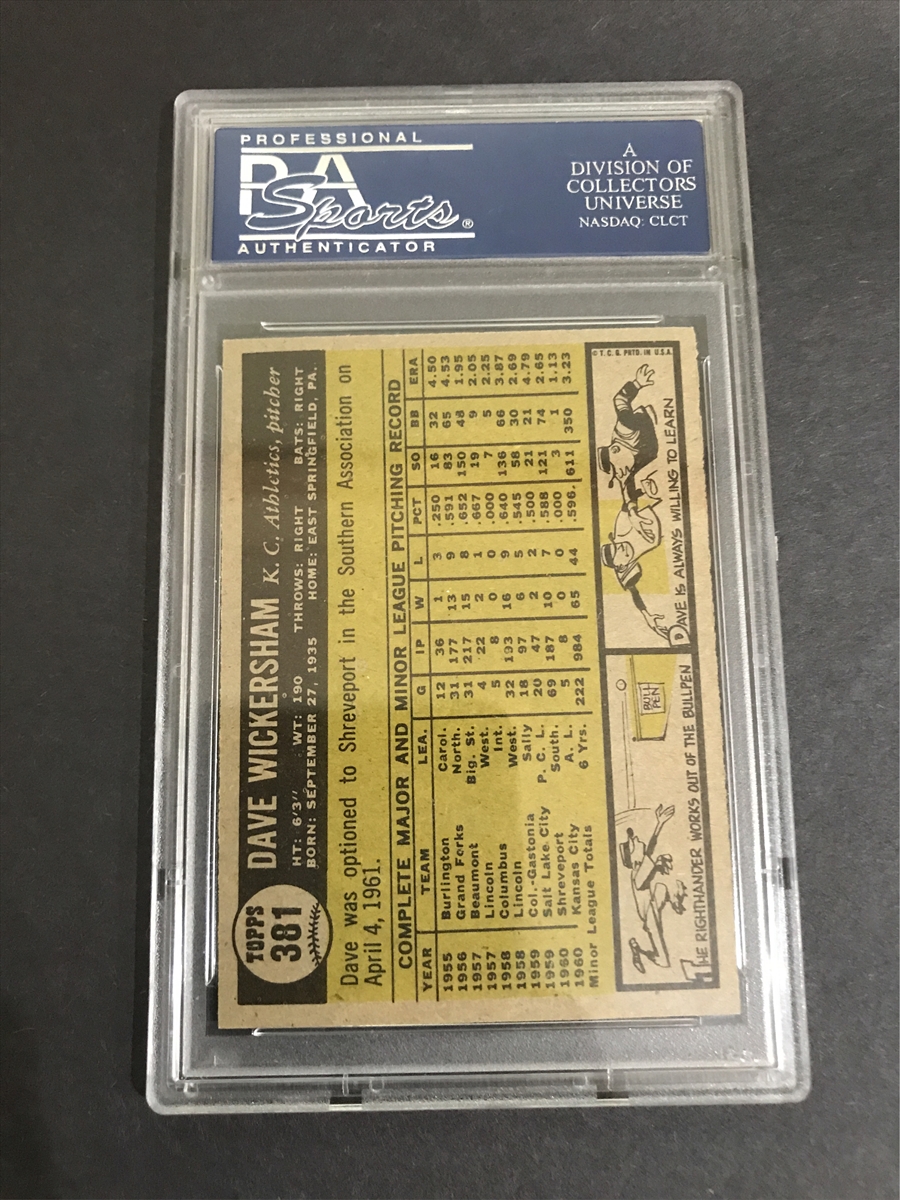 PROFESSIONAL
PSA
Sports®
AUTHENTICATOR
A
DIVISION OF
COLLECTORS
UNIVERSE
NASDAQ: CLCT
TOPPS
381
DAVE WICKERSHAM K. C. Athletics, pitcher
HT: 6'3" WT: 190 THROWS: RIGHT BATS: RIGHT
BORN: SEPTEMBER 27, 1935 HOME: EAST SPRINGFIELD, PA.
Dave was optioned to Shreveport in the Southern Association on
April 4, 1961.
COMPLETE MAJOR AND MINOR LEAGUE PITCHING RECORD
YEAR TEAM LEA. G IP W L PCT SO BB ERA
1955 Burlington Carol. 12 36 1 3 .250 16 32 4.50
1956 Grand Forks North. 31 177 13 9 .591 83 65 4.53
1957 Beaumont Big. St. 31 217 15 8 .652 150 48 1.95
1957 Lincoln West. 4 22 2 1 .667 19 9 2.05
1958 Columbus Int. 5 8 0 0 .000 7 5 2.25
1958 Lincoln West. 32 193 16 9 .640 136 66 3.87
1959 Col.-Gastonia Sally 18 97 6 5 .545 58 30 2.69
1959 Salt Lake City P. C. L. 20 47 2 2 .500 21 21 4.79
1960 Shreveport South. 69 187 10 7 .588 121 74 2.65
1960 Kansas City A. L. 5 8 0 0 .000 3 1 1.13
Minor League Totals 6 Yrs. 222 984 65 44 .596 611 350 3.23
THE RIGHTHANDER WORKS OUT OF THE BULLPEN
BULL
PEN
DAVE IS ALWAYS WILLING TO LEARN
© T. C. G. PRTD. IN U.S.A.